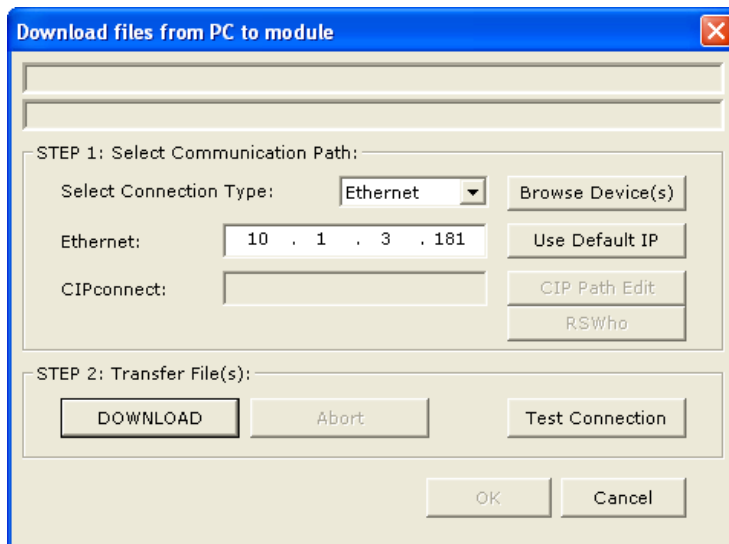 Download files from PC to module
STEP 1: Select Communication Path:
Select Connection Type: Ethernet Browse Device(s)
Ethernet: 10 . 1 . 3 . 181 Use Default IP
CIPconnect: CIP Path Edit
RSWho
STEP 2: Transfer File(s):
DOWNLOAD Abort Test Connection
OK Cancel